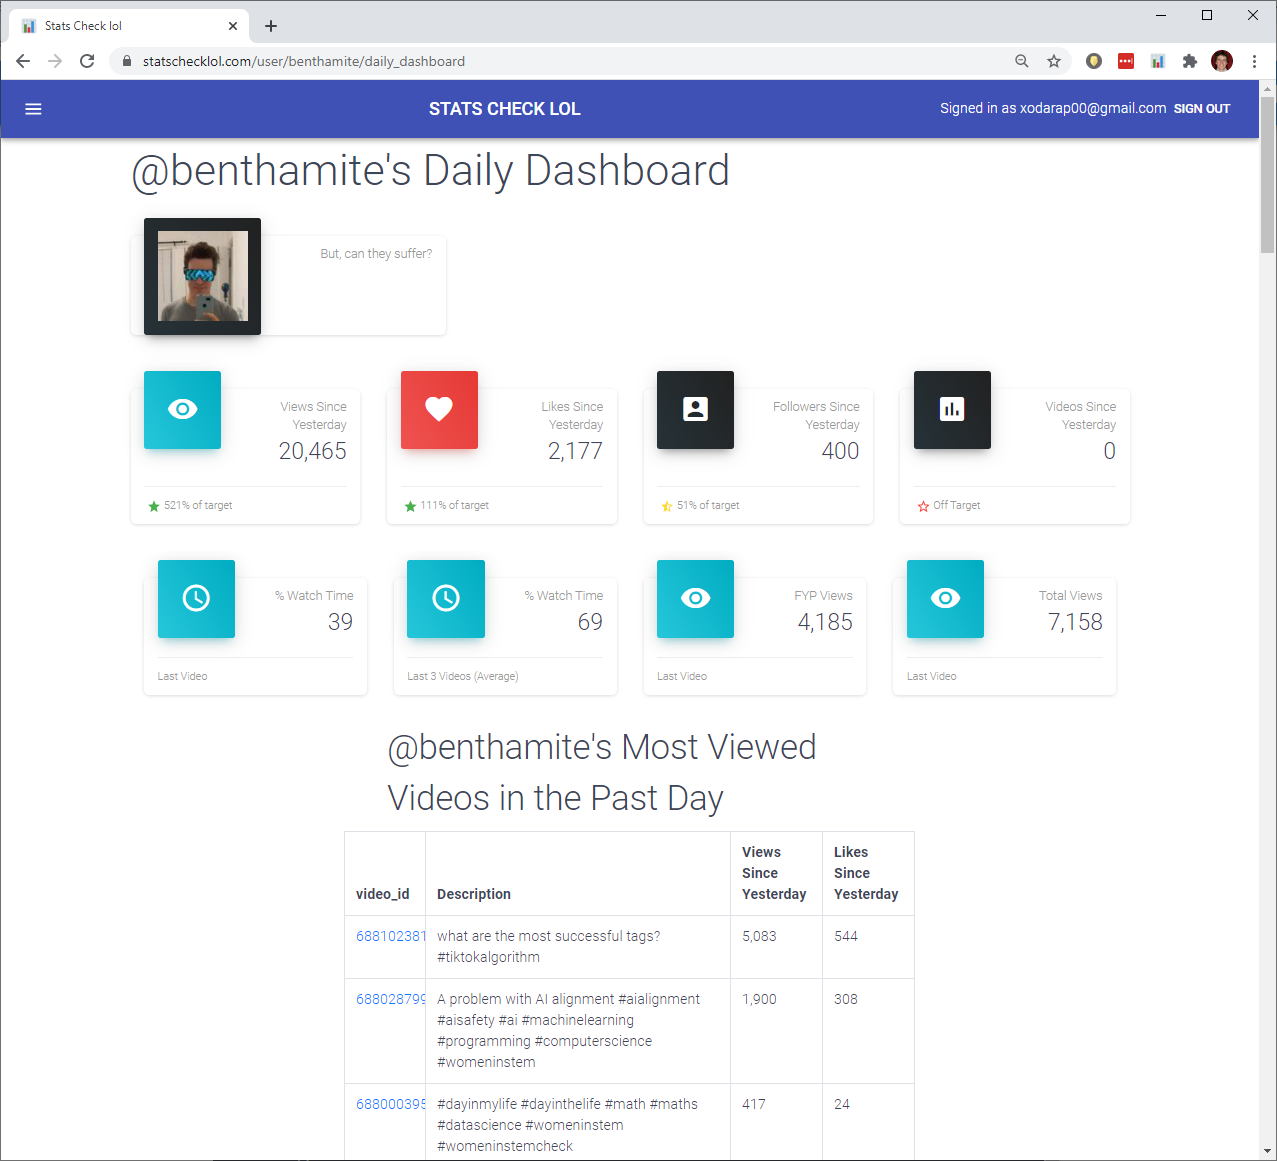 Stats Check lol
statschecklol.com/user/benthamite/daily_dashboard
STATS CHECK LOL
Signed in as xodarap00@gmail.com SIGN OUT
@benthamite's Daily Dashboard
But, can they suffer?
Views Since
Yesterday
20,465
521% of target
Likes Since
Yesterday
2,177
111% of target
Followers Since
Yesterday
400
51% of target
Videos Since
Yesterday
0
Off Target
% Watch Time
39
Last Video
% Watch Time
69
Last 3 Videos (Average)
FYP Views
4,185
Last Video
Total Views
7,158
Last Video
@benthamite's Most Viewed
Videos in the Past Day
video_id
Description
Views
Since
Yesterday
Likes
Since
Yesterday
688102381
what are the most successful tags?
#tiktokalgorithm
5,083
544
688028799
A problem with AI alignment #aialignment
#aisafety #ai #machinelearning
#programming #computerscience
#womeninstem
1,900
308
688000395
#dayinmylife #dayinthelife #math #maths
#datascience #womeninstem
#womeninstemcheck
417
24